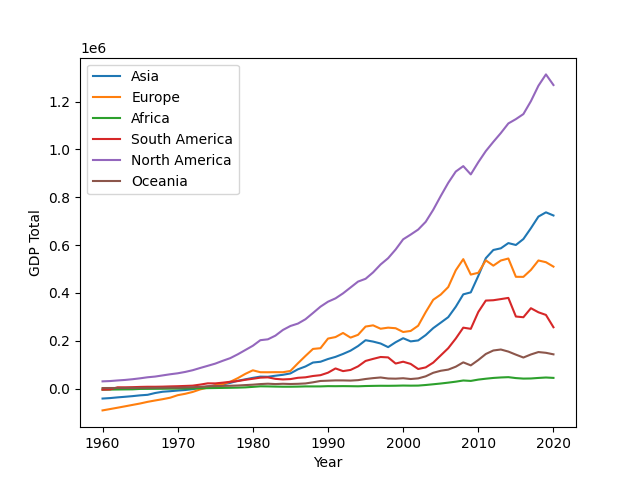 1e6
Asia
Europe
Africa
South America
North America
Oceania
1.2
1.0
0.8
0.6
0.4
0.2
0.0
GDP Total
1960 1970 1980 1990 2000 2010 2020
Year